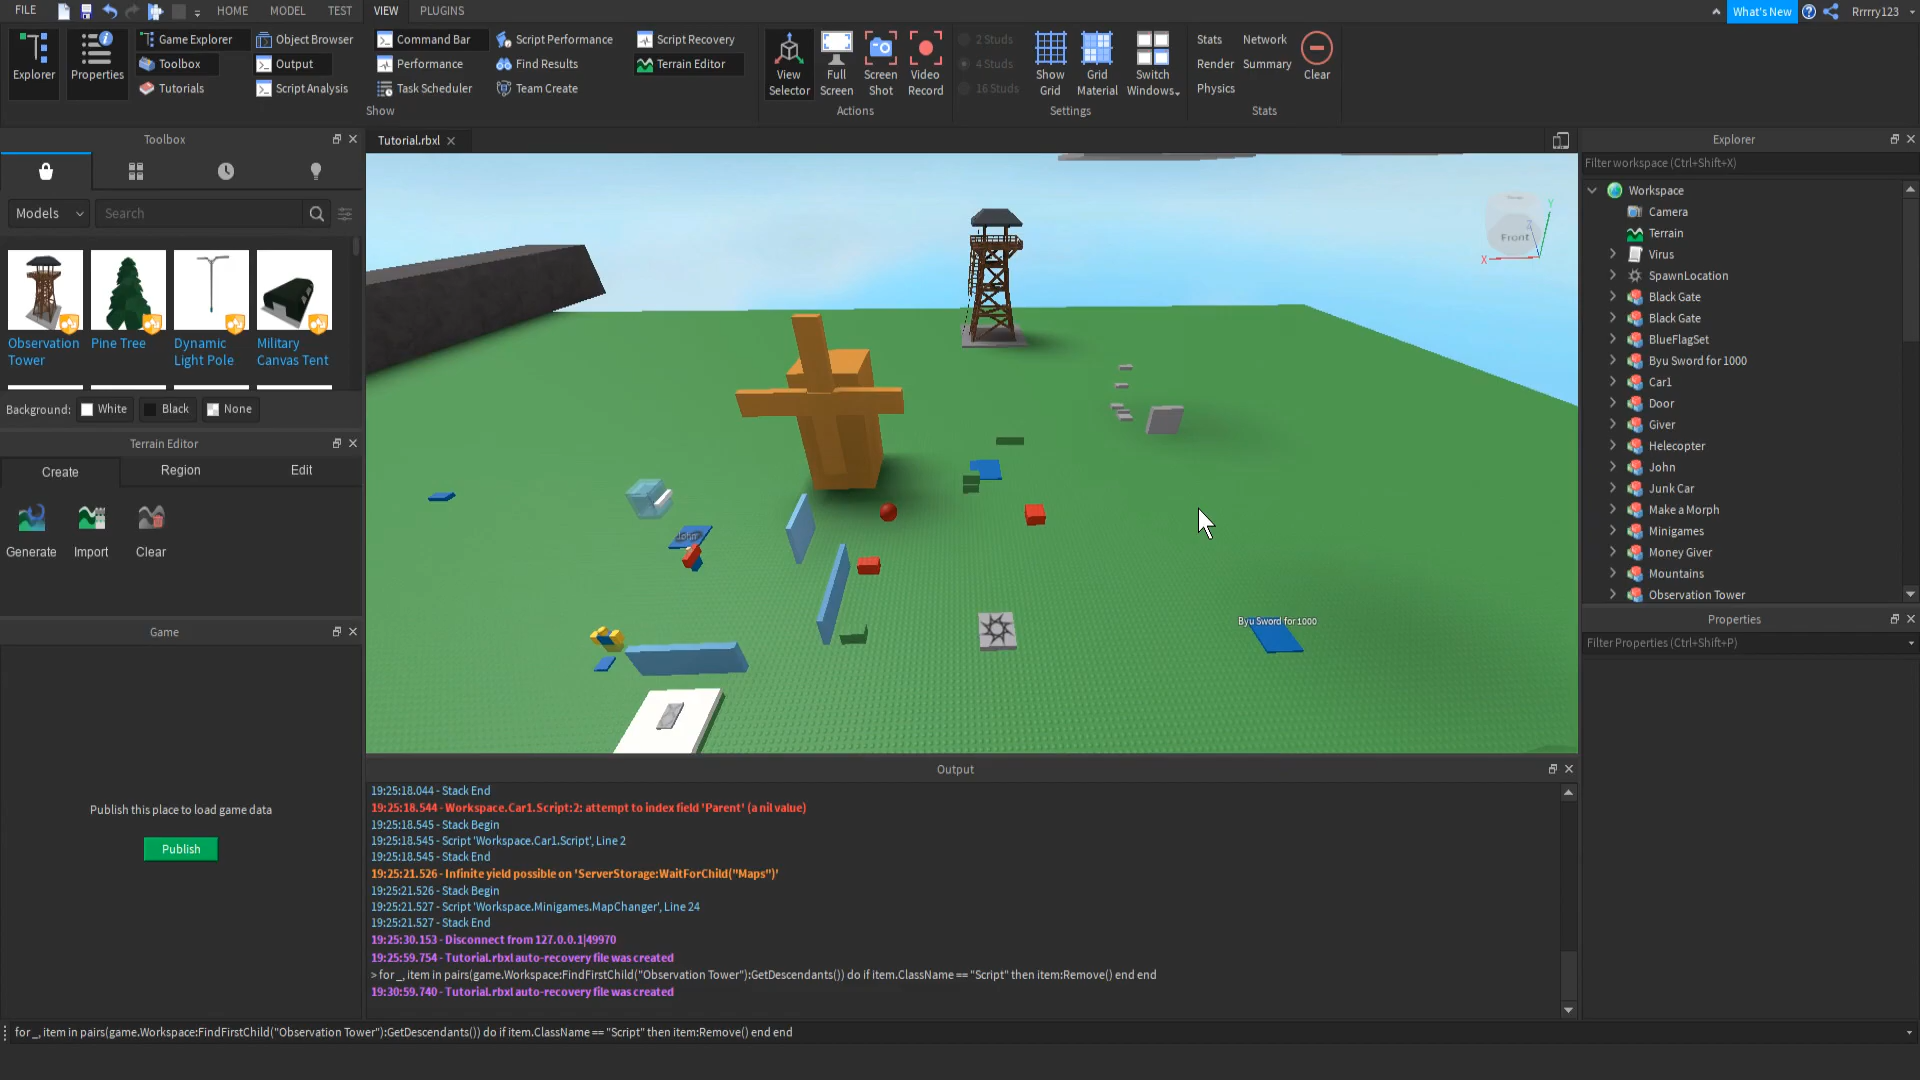 FILE HOME MODEL TEST VIEW PLUGINS What's New Rrrrry123
Explorer Properties
Game Explorer Object Browser Command Bar Script Performance Script Recovery
Toolbox Output Performance Find Results Terrain Editor
Tutorials Script Analysis Task Scheduler Team Create
Show
View Selector
Full Screen
Screen Shot
Video Record
Actions
2 Studs
4 Studs
16 Studs
Show Grid
Grid Material
Switch Windows
Settings
Stats Network
Render Summary
Physics
Clear
Stats
Toolbox
Models Search
Observation Tower
Pine Tree
Dynamic Light Pole
Military Canvas Tent
Background: White Black None
Terrain Editor
Create Region Edit
Generate Import Clear
Game
Publish this place to load game data
Publish
Tutorial.rbxl
Front
X
Y
Z
John
Byu Sword for 1000
Output
19:25:18.044 - Stack End
19:25:18.544 - Workspace.Car1.Script:2: attempt to index field 'Parent' (a nil value)
19:25:18.545 - Stack Begin
19:25:18.545 - Script 'Workspace.Car1.Script', Line 2
19:25:18.545 - Stack End
19:25:21.526 - Infinite yield possible on 'ServerStorage:WaitForChild("Maps")'
19:25:21.526 - Stack Begin
19:25:21.527 - Script 'Workspace.Minigames.MapChanger', Line 24
19:25:21.527 - Stack End
19:25:30.153 - Disconnect from 127.0.0.1|49970
19:25:59.754 - Tutorial.rbxl auto-recovery file was created
> for _, item in pairs(game.Workspace:FindFirstChild("Observation Tower"):GetDescendants()) do if item.ClassName == "Script" then item:Remove() end end
19:30:59.740 - Tutorial.rbxl auto-recovery file was created
for _, item in pairs(game.Workspace:FindFirstChild("Observation Tower"):GetDescendants()) do if item.ClassName == "Script" then item:Remove() end end
Explorer
Filter workspace (Ctrl+Shift+X)
Workspace
Camera
Terrain
Virus
SpawnLocation
Black Gate
Black Gate
BlueFlagSet
Byu Sword for 1000
Car1
Door
Giver
Helecopter
John
Junk Car
Make a Morph
Minigames
Money Giver
Mountains
Observation Tower
Properties
Filter Properties (Ctrl+Shift+P)